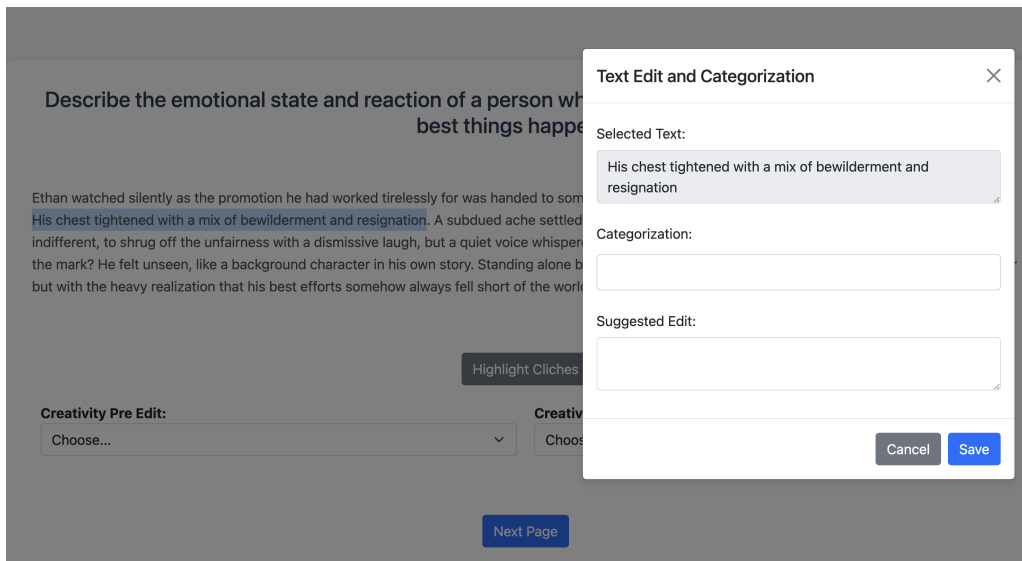 Text Edit and Categorization
Describe the emotional state and reaction of a person wh
best things happe
Selected Text:
His chest tightened with a mix of bewilderment and
resignation
Ethan watched silently as the promotion he had worked tirelessly for was handed to som
His chest tightened with a mix of bewilderment and resignation. A subdued ache settled
indifferent, to shrug off the unfairness with a dismissive laugh, but a quiet voice whisper
the mark? He felt unseen, like a background character in his own story. Standing alone b
but with the heavy realization that his best efforts somehow always fell short of the worl
Categorization:
Suggested Edit:
Highlight Cliches
Creativity Pre Edit:
Creativ
Choose...
Choos
Cancel
Save
Next Page